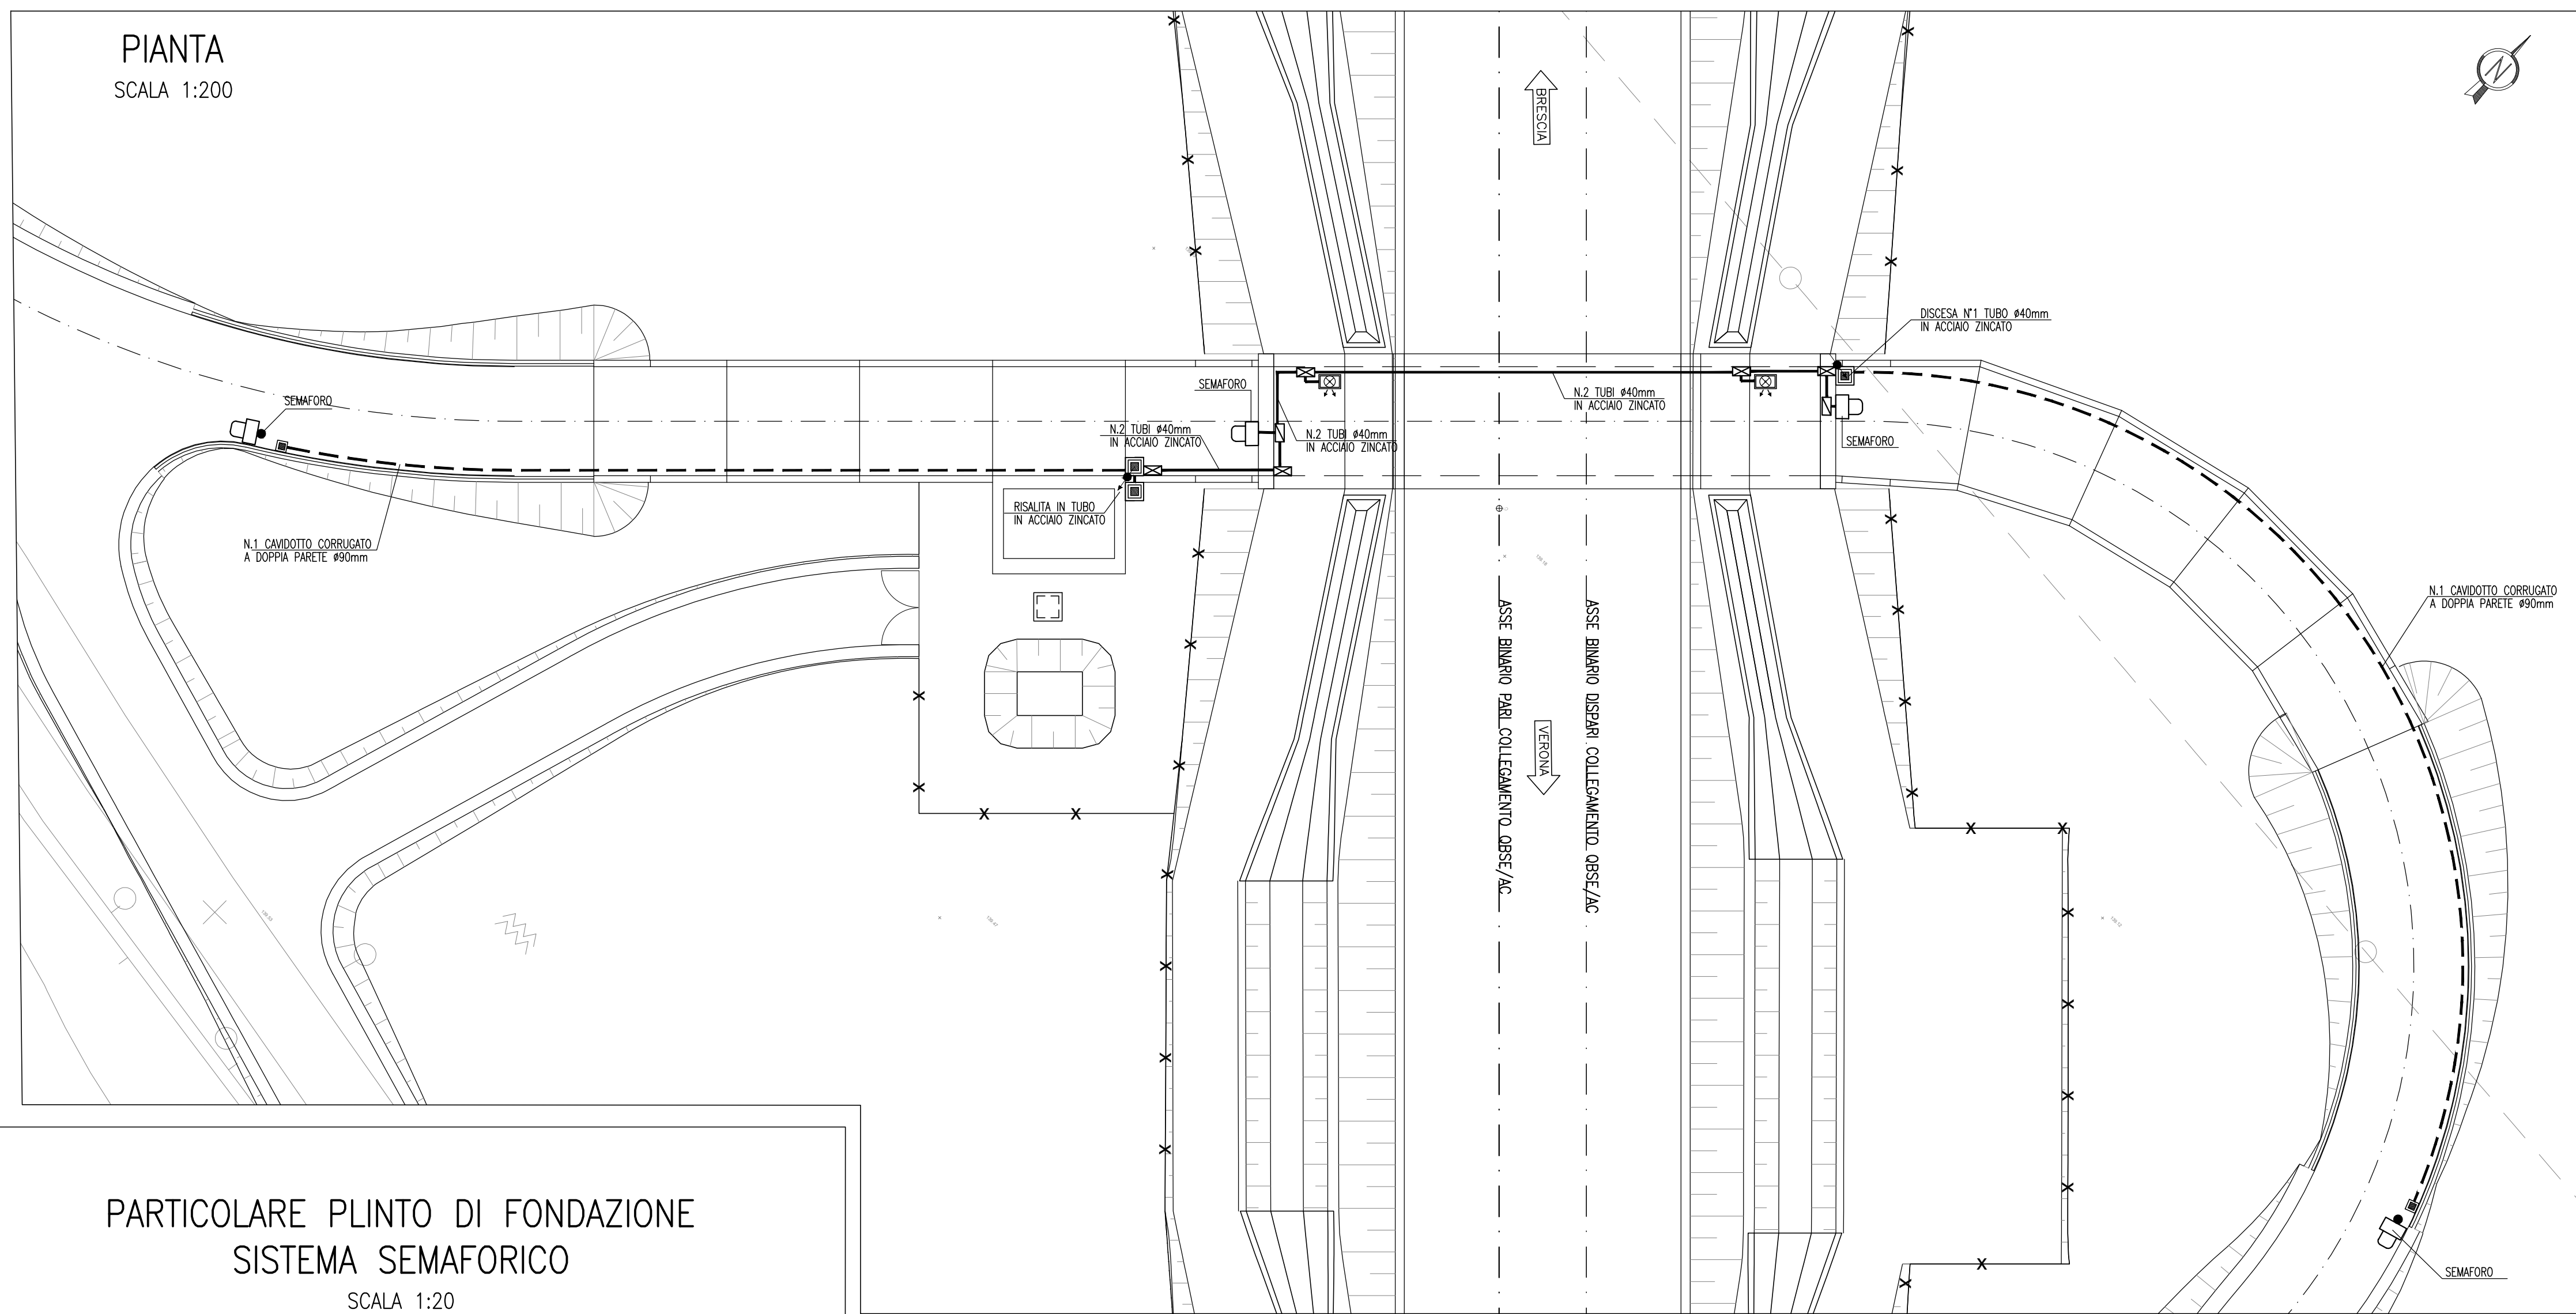 PIANTA
SCALA 1:200
N
BRESCIA
DISCESA N°1 TUBO ø40mm
IN ACCIAIO ZINCATO
SEMAFORO
SEMAFORO
N.2 TUBI ø40mm
IN ACCIAIO ZINCATO
N.2 TUBI ø40mm
IN ACCIAIO ZINCATO
N.2 TUBI ø40mm
IN ACCIAIO ZINCATO
SEMAFORO
RISALITA IN TUBO
IN ACCIAIO ZINCATO
N.1 CAVIDOTTO CORRUGATO
A DOPPIA PARETE ø90mm
N.1 CAVIDOTTO CORRUGATO
A DOPPIA PARETE ø90mm
ASSE BINARIO PARI COLLEGAMENTO QBSE/AC
ASSE BINARIO DISPARI COLLEGAMENTO QBSE/AC
VERONA
SEMAFORO
PARTICOLARE PLINTO DI FONDAZIONE
SISTEMA SEMAFORICO
SCALA 1:20